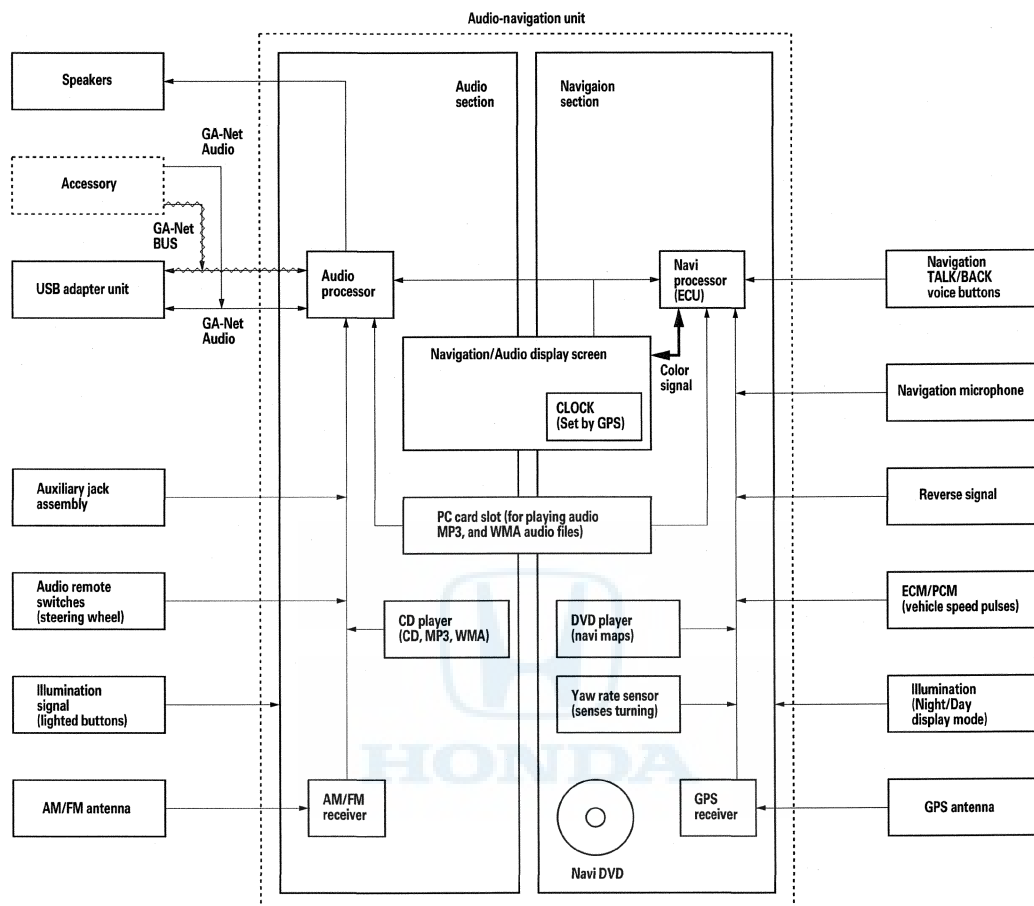 Audio-navigation unit
Speakers
Audio
section
Navigaion
section
GA-Net
Audio
Accessory
GA-Net
BUS
USB adapter unit
GA-Net
Audio
Audio
processor
Navi
processor
(ECU)
Navigation
TALK/BACK
voice buttons
Navigation/Audio display screen
Color
signal
CLOCK
(Set by GPS)
Navigation microphone
Auxiliary jack
assembly
PC card slot (for playing audio
MP3, and WMA audio files)
Reverse signal
Audio remote
switches
(steering wheel)
CD player
(CD, MP3, WMA)
DVD player
(navi maps)
ECM/PCM
(vehicle speed pulses)
Illumination
signal
(lighted buttons)
Yaw rate sensor
(senses turning)
Illumination
(Night/Day
display mode)
HONDA
AM/FM antenna
AM/FM
receiver
GPS
receiver
GPS antenna
Navi DVD